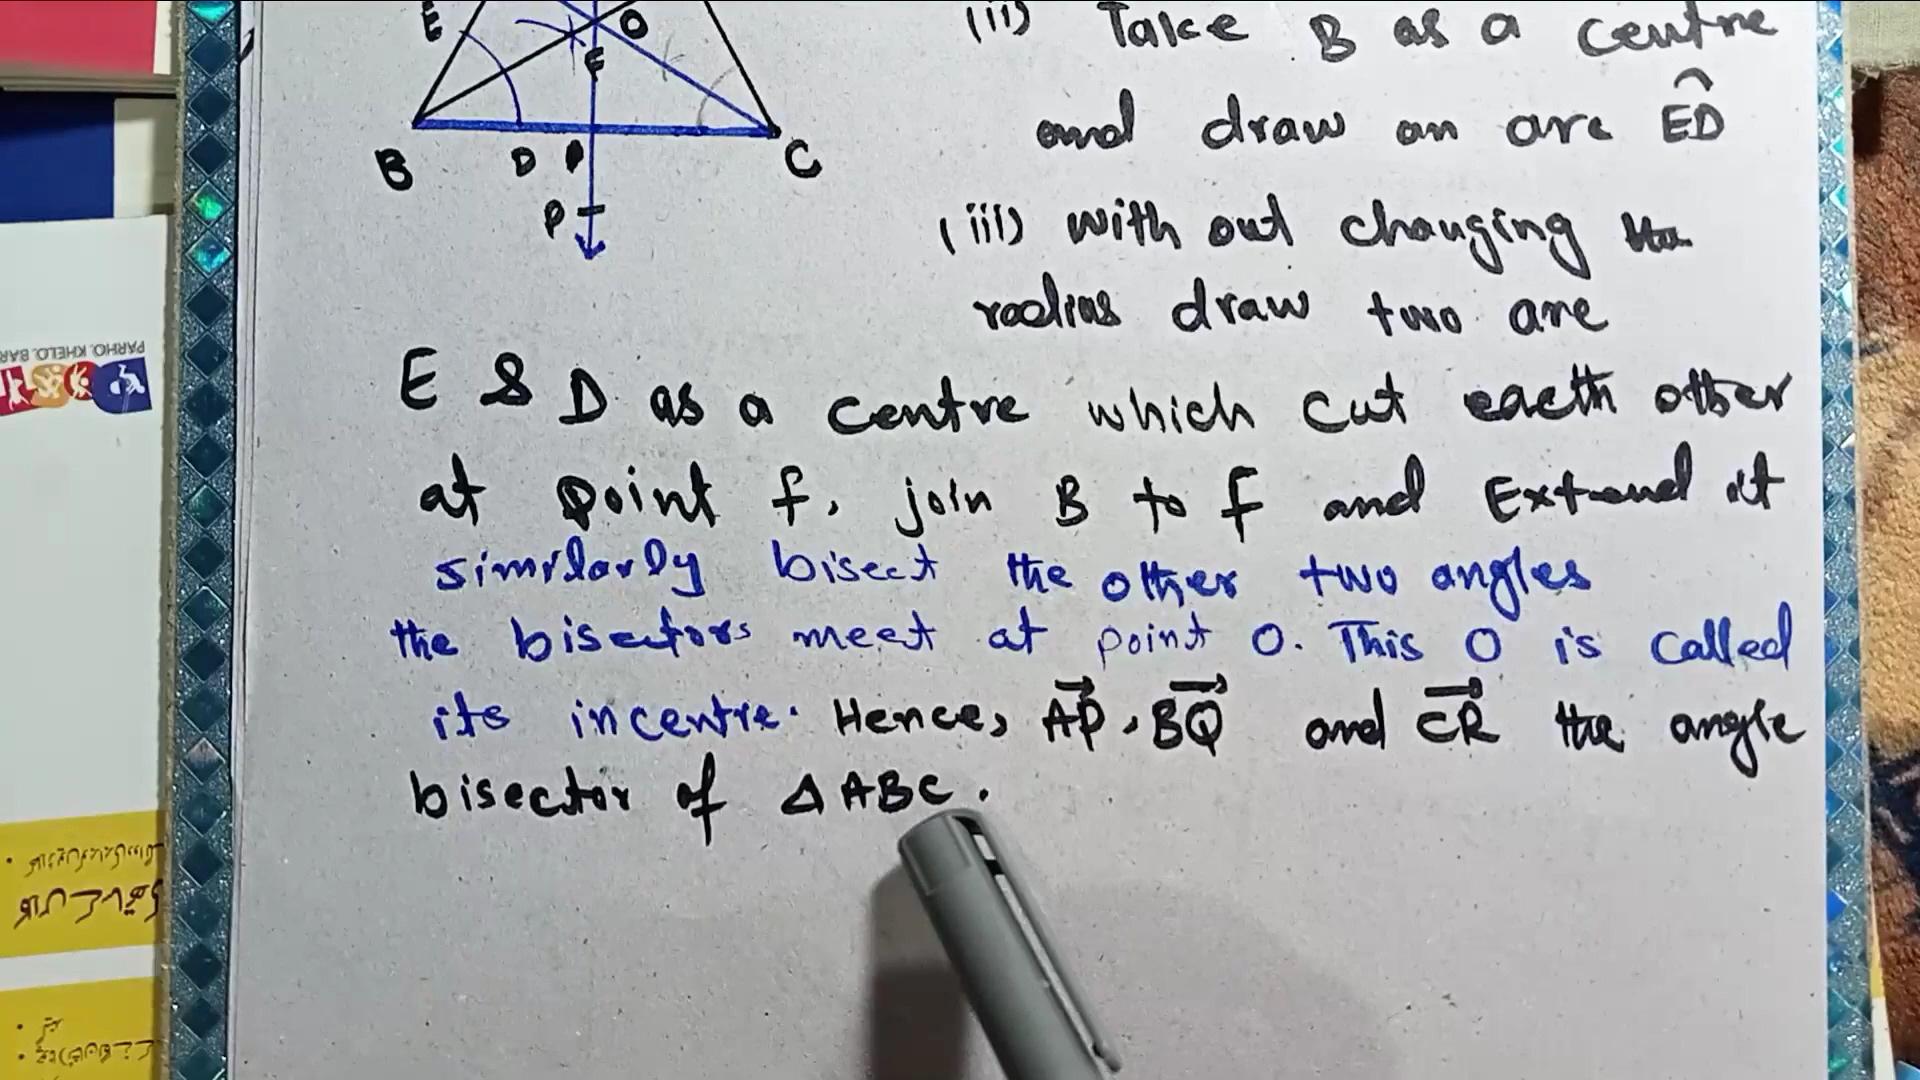 E
O
F
B
D
C
P
(ii) Take B as a centre
and draw an arc ED
(iii) with out changing the
radius draw two arc
E & D as a centre which cut eacth other
at point f, join B to f and Extend it
similarly bisect the other two angles
the bisectors meet at point O. This O is called
its incentre. Hence, AP, BQ and CR the angle
bisector of △ABC.
PARHO. KHELO. BAR